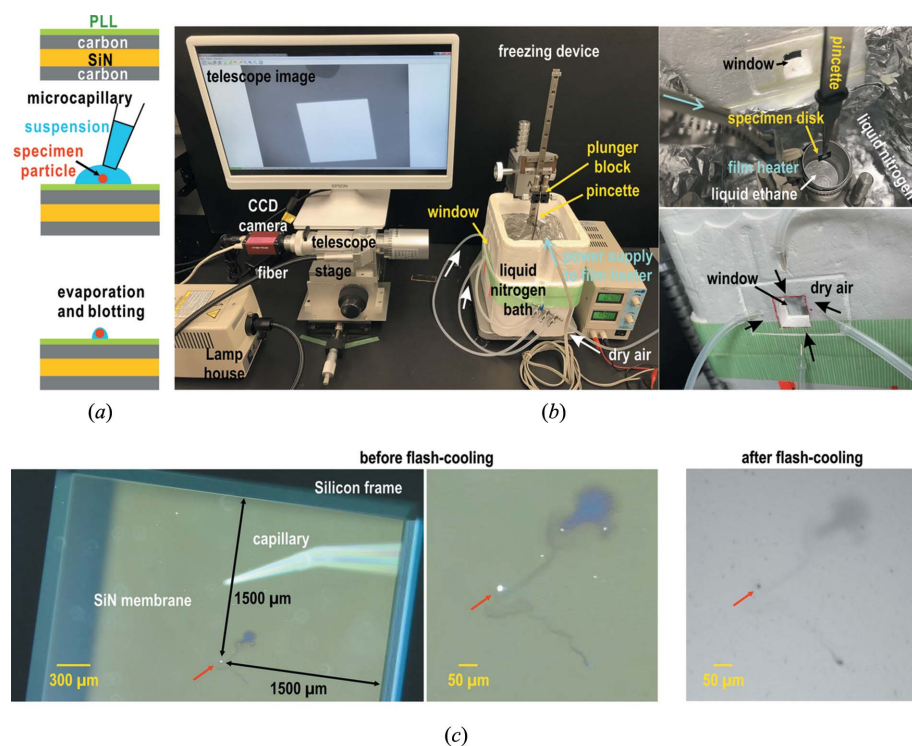 (a)
PLL
carbon
SiN
carbon
microcapillary
suspension
specimen
particle
evaporation
and blotting
telescope image
freezing device
plunger
block
pincette
window
CCD
camera
telescope
fiber
stage
power supply
to film heater
liquid
nitrogen
bath
Lamp
house
dry air
EPSON
window
pincette
specimen disk
film heater
liquid ethane
liquid nitrogen
window
dry air
(b)
before flash-cooling
after flash-cooling
Silicon frame
capillary
SiN membrane
1500 µm
1500 µm
300 µm
50 µm
50 µm
(c)